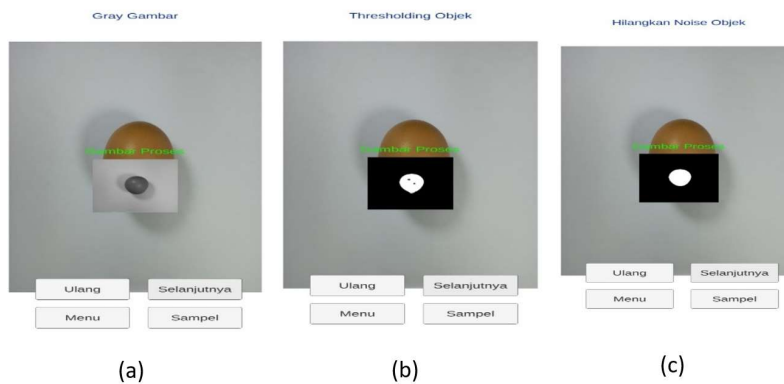 Gray Gambar
Gambar Proses
Ulang
Selanjutnya
Menu
Sampel
(a)
Thresholding Objek
Gambar Proses
Ulang
Selanjutnya
Menu
Sampel
(b)
Hilangkan Noise Objek
Gambar Proses
Ulang
Selanjutnya
Menu
Sampel
(c)